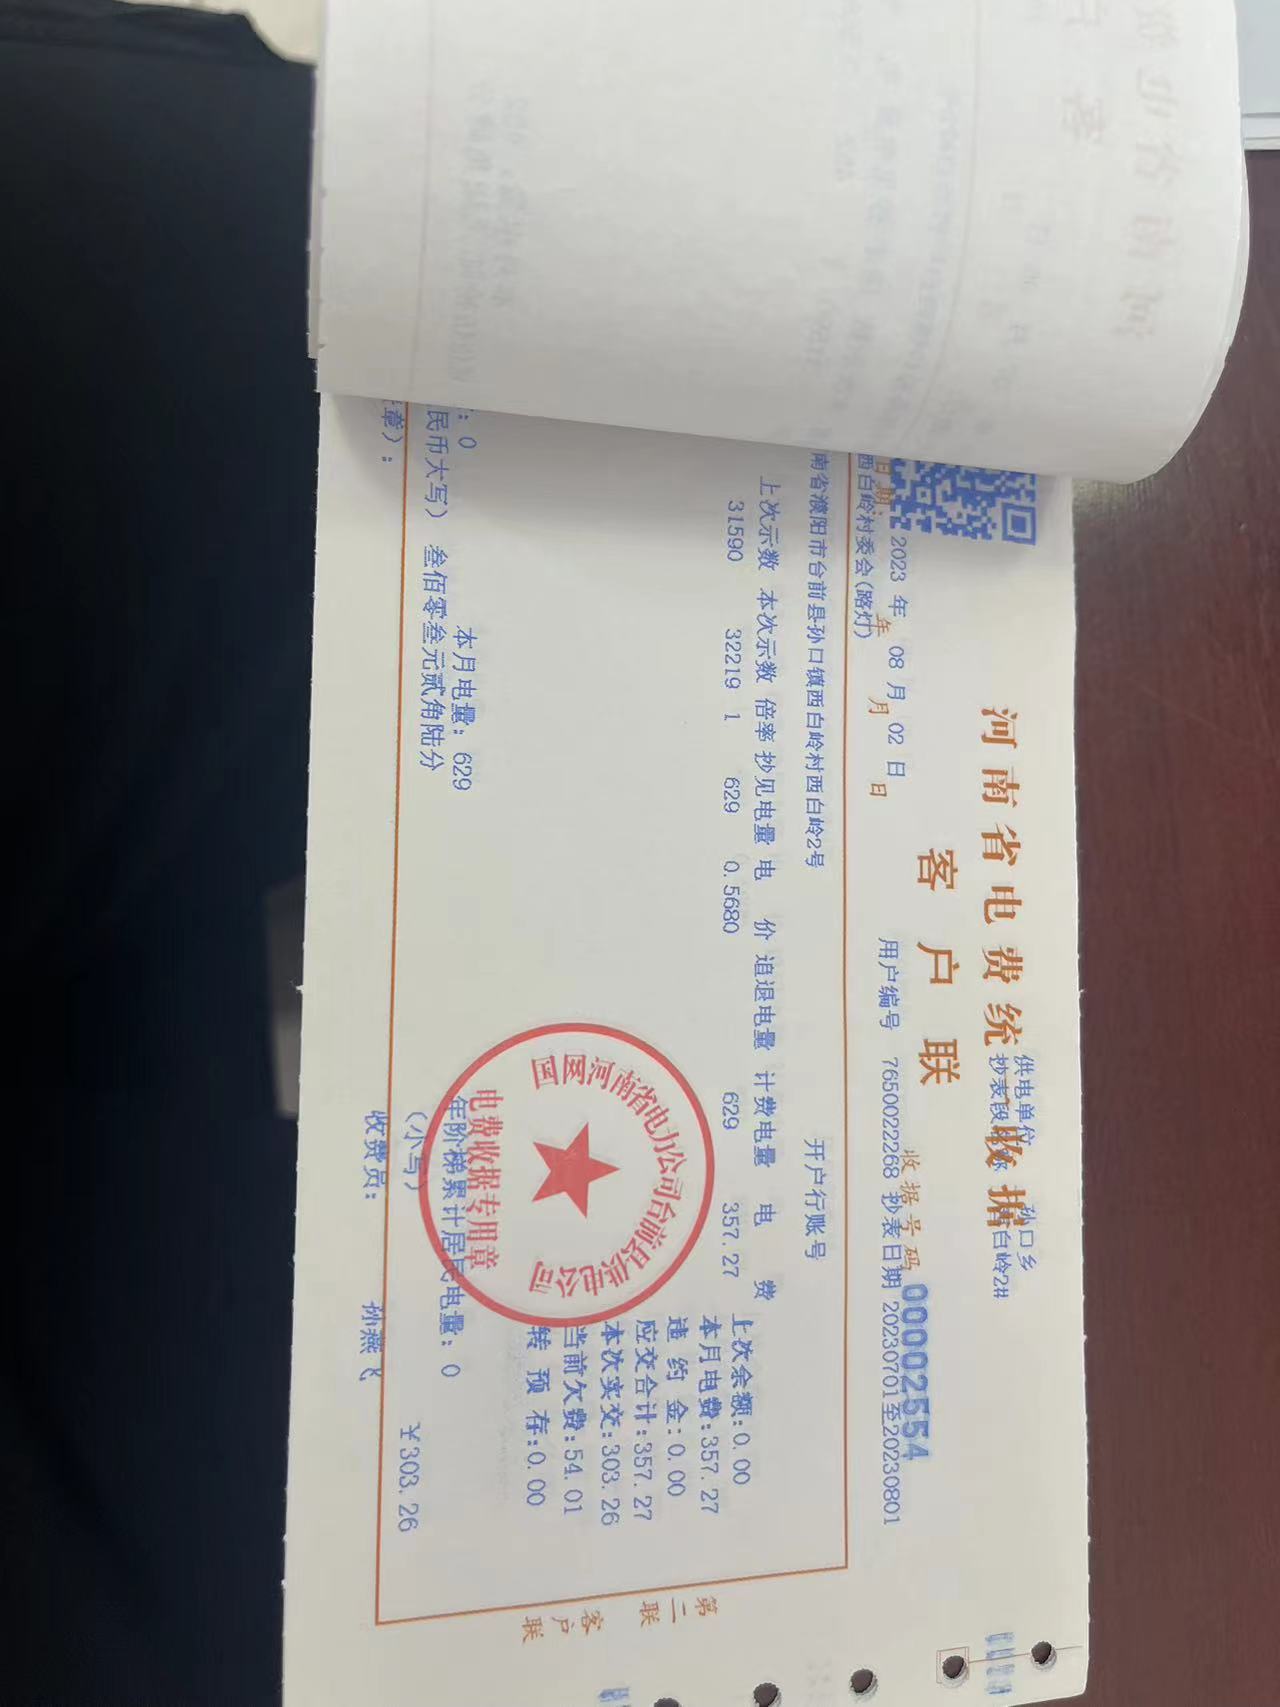 河南省电费统一收据
客户联
供电单位 孙口乡
收据号码 00002554
日期: 2023 年 08 月 02 日
年 月 日
用户编号 7650022268 抄表日期 20230701至20230801
西白岭村委会(路灯)
南省濮阳市台前县孙口镇西白岭村西白岭2号 开户行账号
上次示数 本次示数 倍率 抄见电量 电 价 追退电量 计费电量 电 费
31590 32219 1 629 0.5680 629 357.27
上次余额:0.00
本月电费:357.27
违 约 金:0.00
应交合计:357.27
本次实交:303.26
当前欠费:54.01
转 预 存:0.00
: 0 本月电量: 629 年阶梯累计居民电量: 0
民币大写) 叁佰零叁元贰角陆分 (小写) ¥303.26
章): 收费员: 孙燕飞
国网河南省电力公司台前县供电公司
电费收据专用章
第二联 客户联